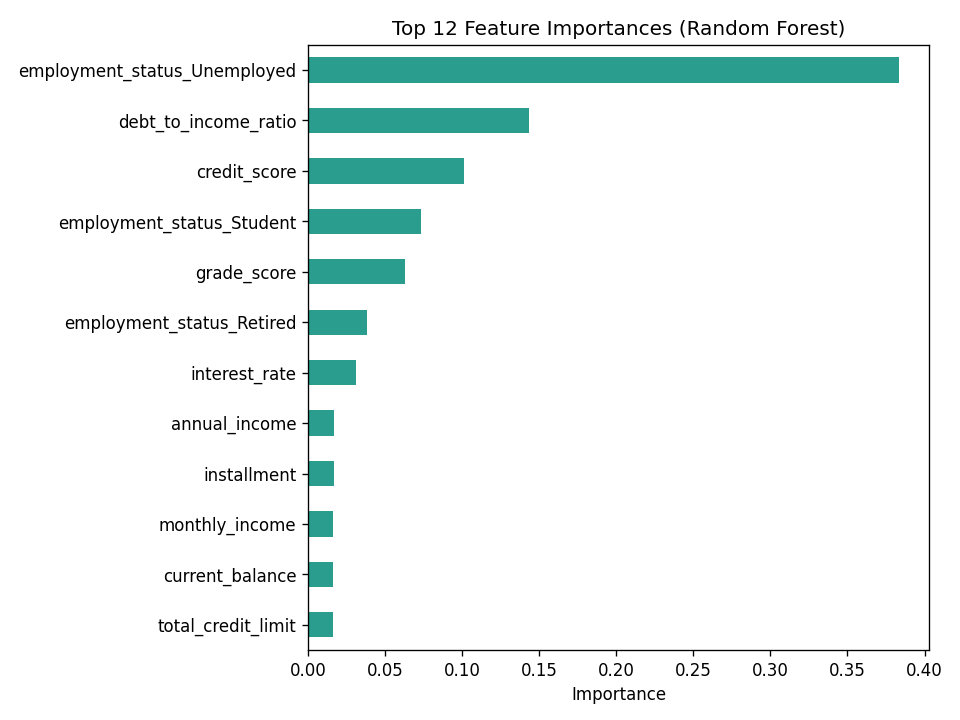 Top 12 Feature Importances (Random Forest)
employment_status_Unemployed
debt_to_income_ratio
credit_score
employment_status_Student
grade_score
employment_status_Retired
interest_rate
annual_income
installment
monthly_income
current_balance
total_credit_limit
0.00 0.05 0.10 0.15 0.20 0.25 0.30 0.35 0.40
Importance